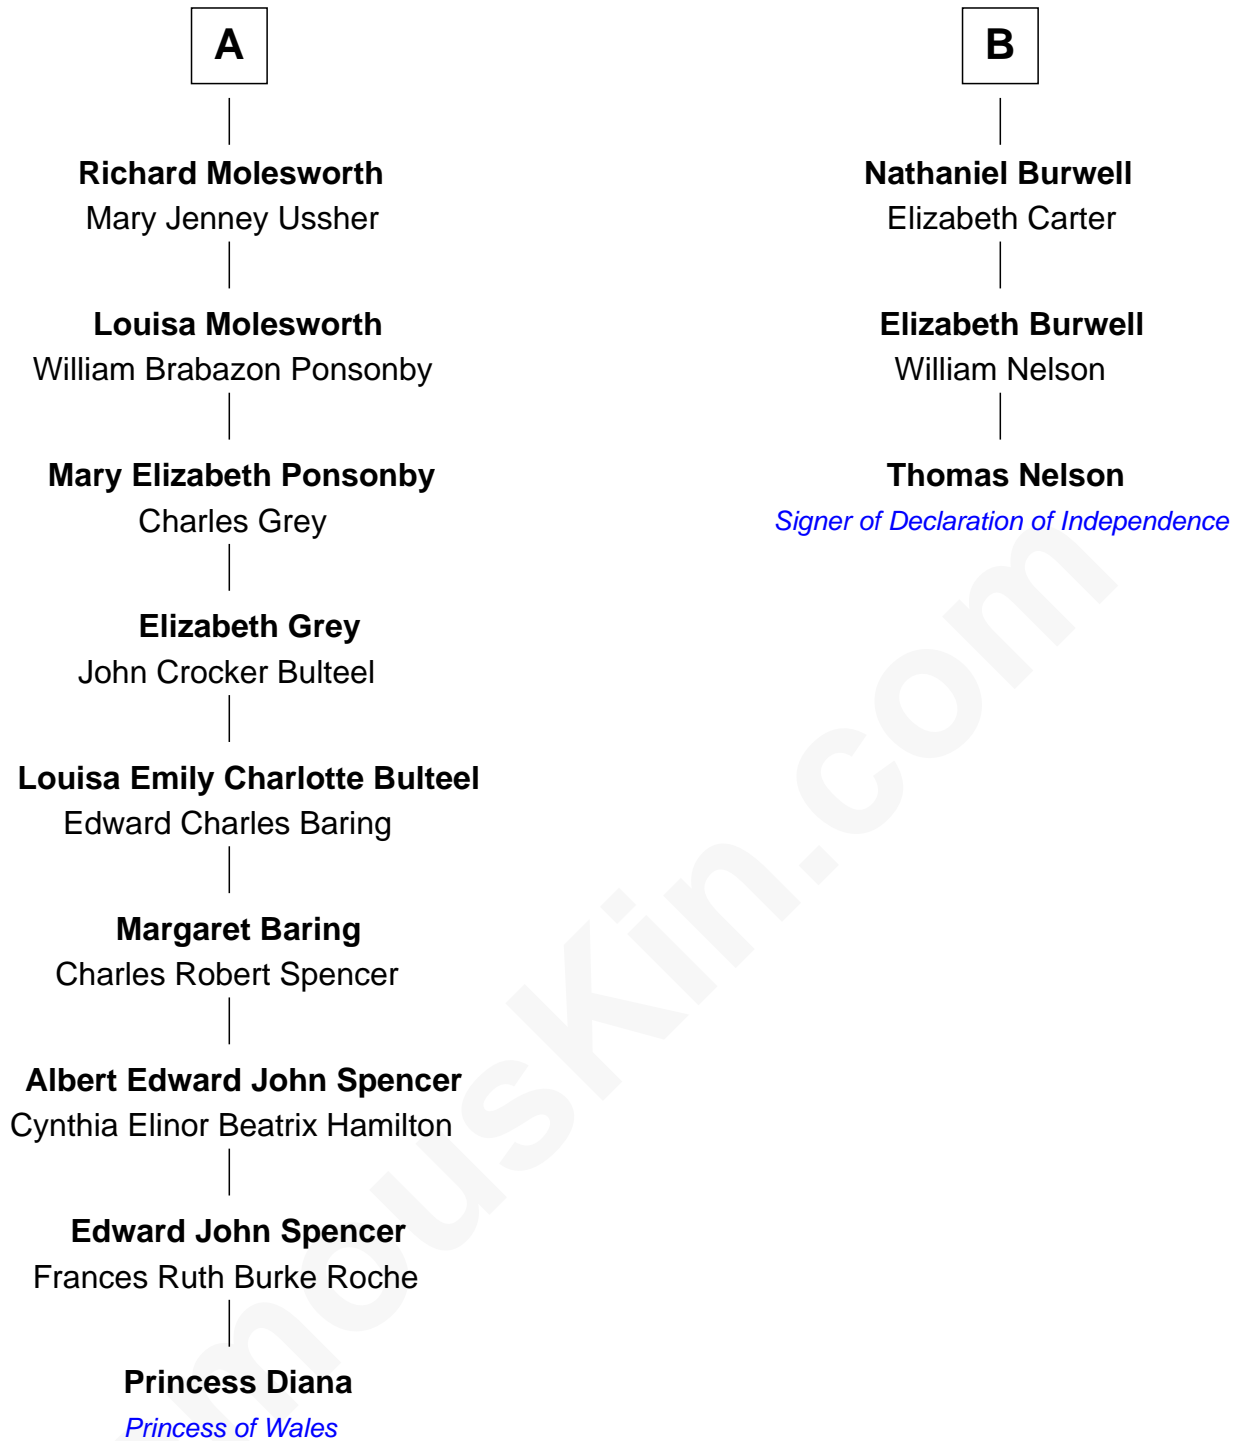 A
Richard Molesworth
Mary Jenney Ussher
Louisa Molesworth
William Brabazon Ponsonby
Mary Elizabeth Ponsonby
Charles Grey
Elizabeth Grey
John Crocker Bulteel
Louisa Emily Charlotte Bulteel
Edward Charles Baring
Margaret Baring
Charles Robert Spencer
Albert Edward John Spencer
Cynthia Elinor Beatrix Hamilton
Edward John Spencer
Frances Ruth Burke Roche
Princess Diana
Princess of Wales
B
Nathaniel Burwell
Elizabeth Carter
Elizabeth Burwell
William Nelson
Thomas Nelson
Signer of Declaration of Independence
mouskin.com